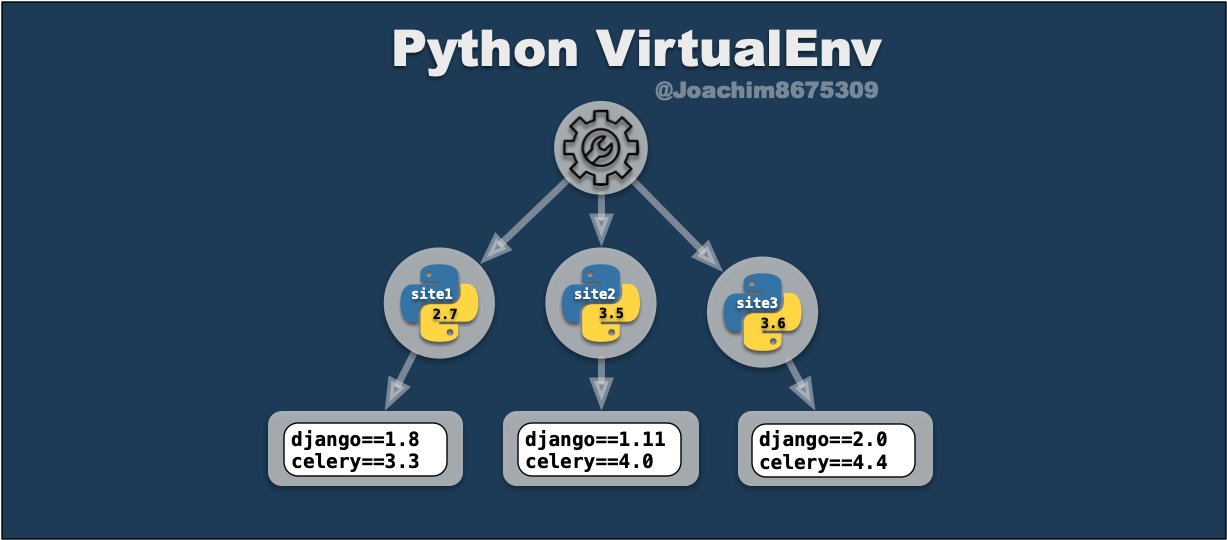 Python VirtualEnv
@Joachim8675309
site1
2.7
site2
3.5
site3
3.6
django==1.8
celery==3.3
django==1.11
celery==4.0
django==2.0
celery==4.4